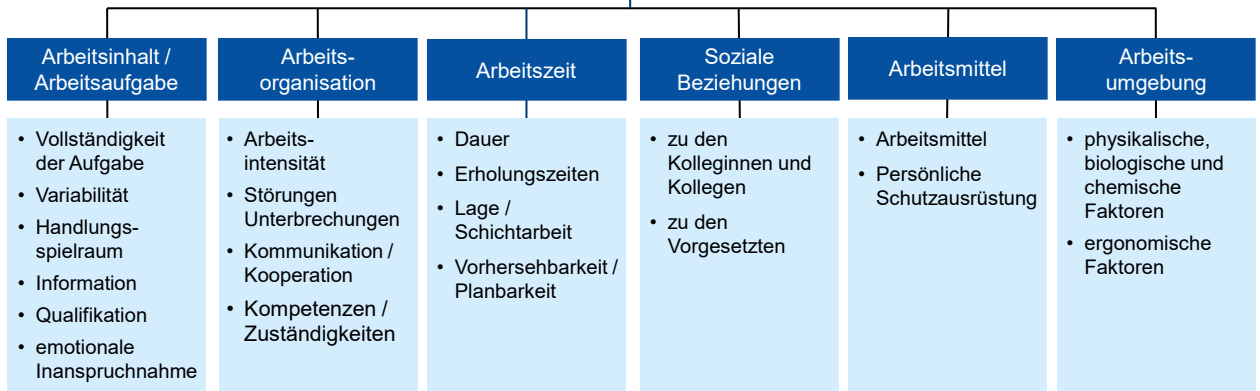 Arbeitsinhalt /
Arbeitsaufgabe
• Vollständigkeit
der Aufgabe
• Variabilität
• Handlungs-
spielraum
• Information
• Qualifikation
• emotionale
Inanspruchnahme
Arbeits-
organisation
• Arbeits-
intensität
• Störungen
Unterbrechungen
• Kommunikation /
Kooperation
• Kompetenzen /
Zuständigkeiten
Arbeitszeit
• Dauer
• Erholungszeiten
• Lage /
Schichtarbeit
• Vorhersehbarkeit /
Planbarkeit
Soziale
Beziehungen
• zu den
Kolleginnen und
Kollegen
• zu den
Vorgesetzten
Arbeitsmittel
• Arbeitsmittel
• Persönliche
Schutzausrüstung
Arbeits-
umgebung
• physikalische,
biologische und
chemische
Faktoren
• ergonomische
Faktoren